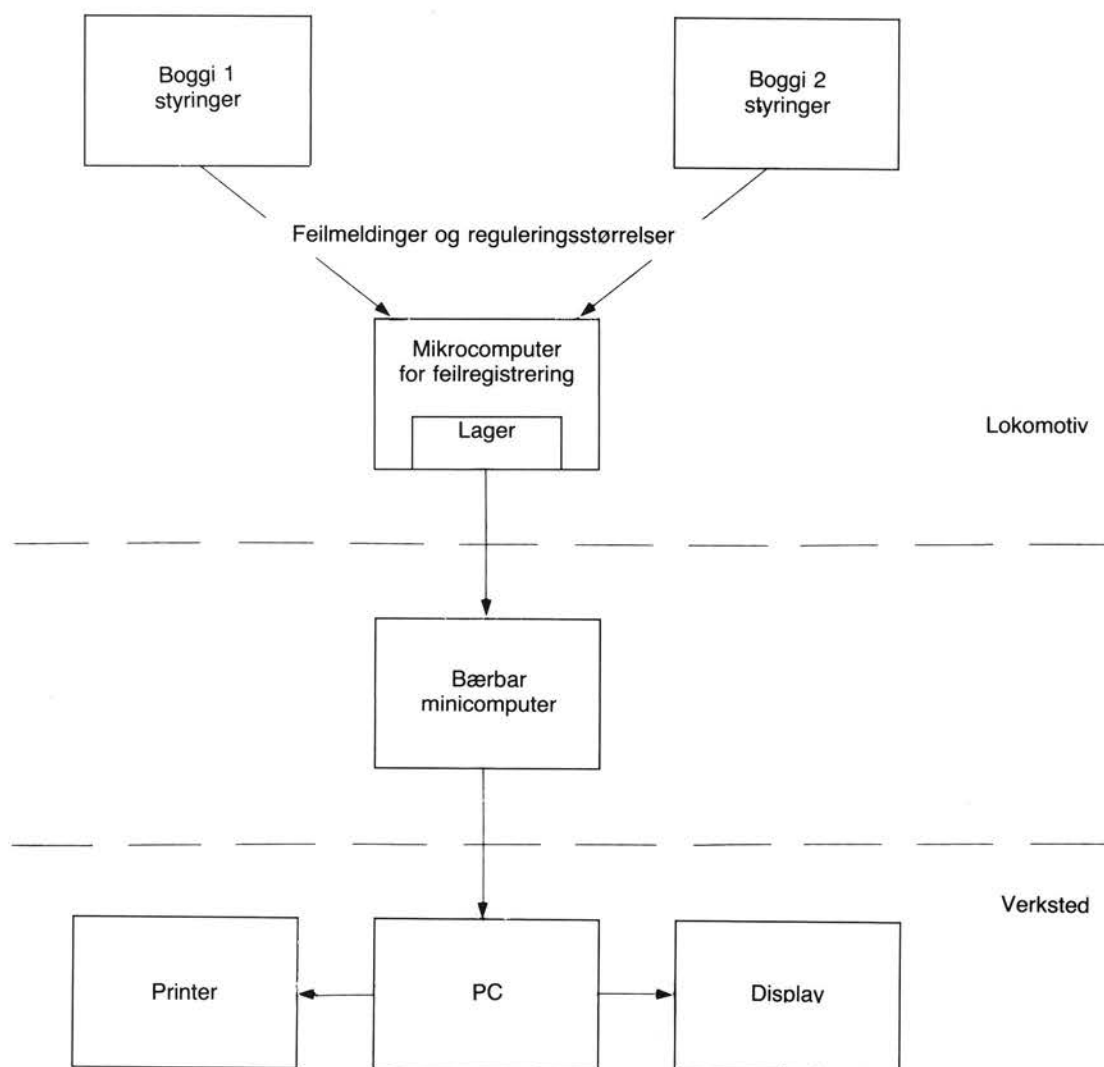 Boggi 1
styringer
Boggi 2
styringer
Feilmeldinger og reguleringsstørrelser
Mikrocomputer
for feilregistrering
Lager
Lokomotiv
Bærbar
minicomputer
Verksted
Printer
PC
Display